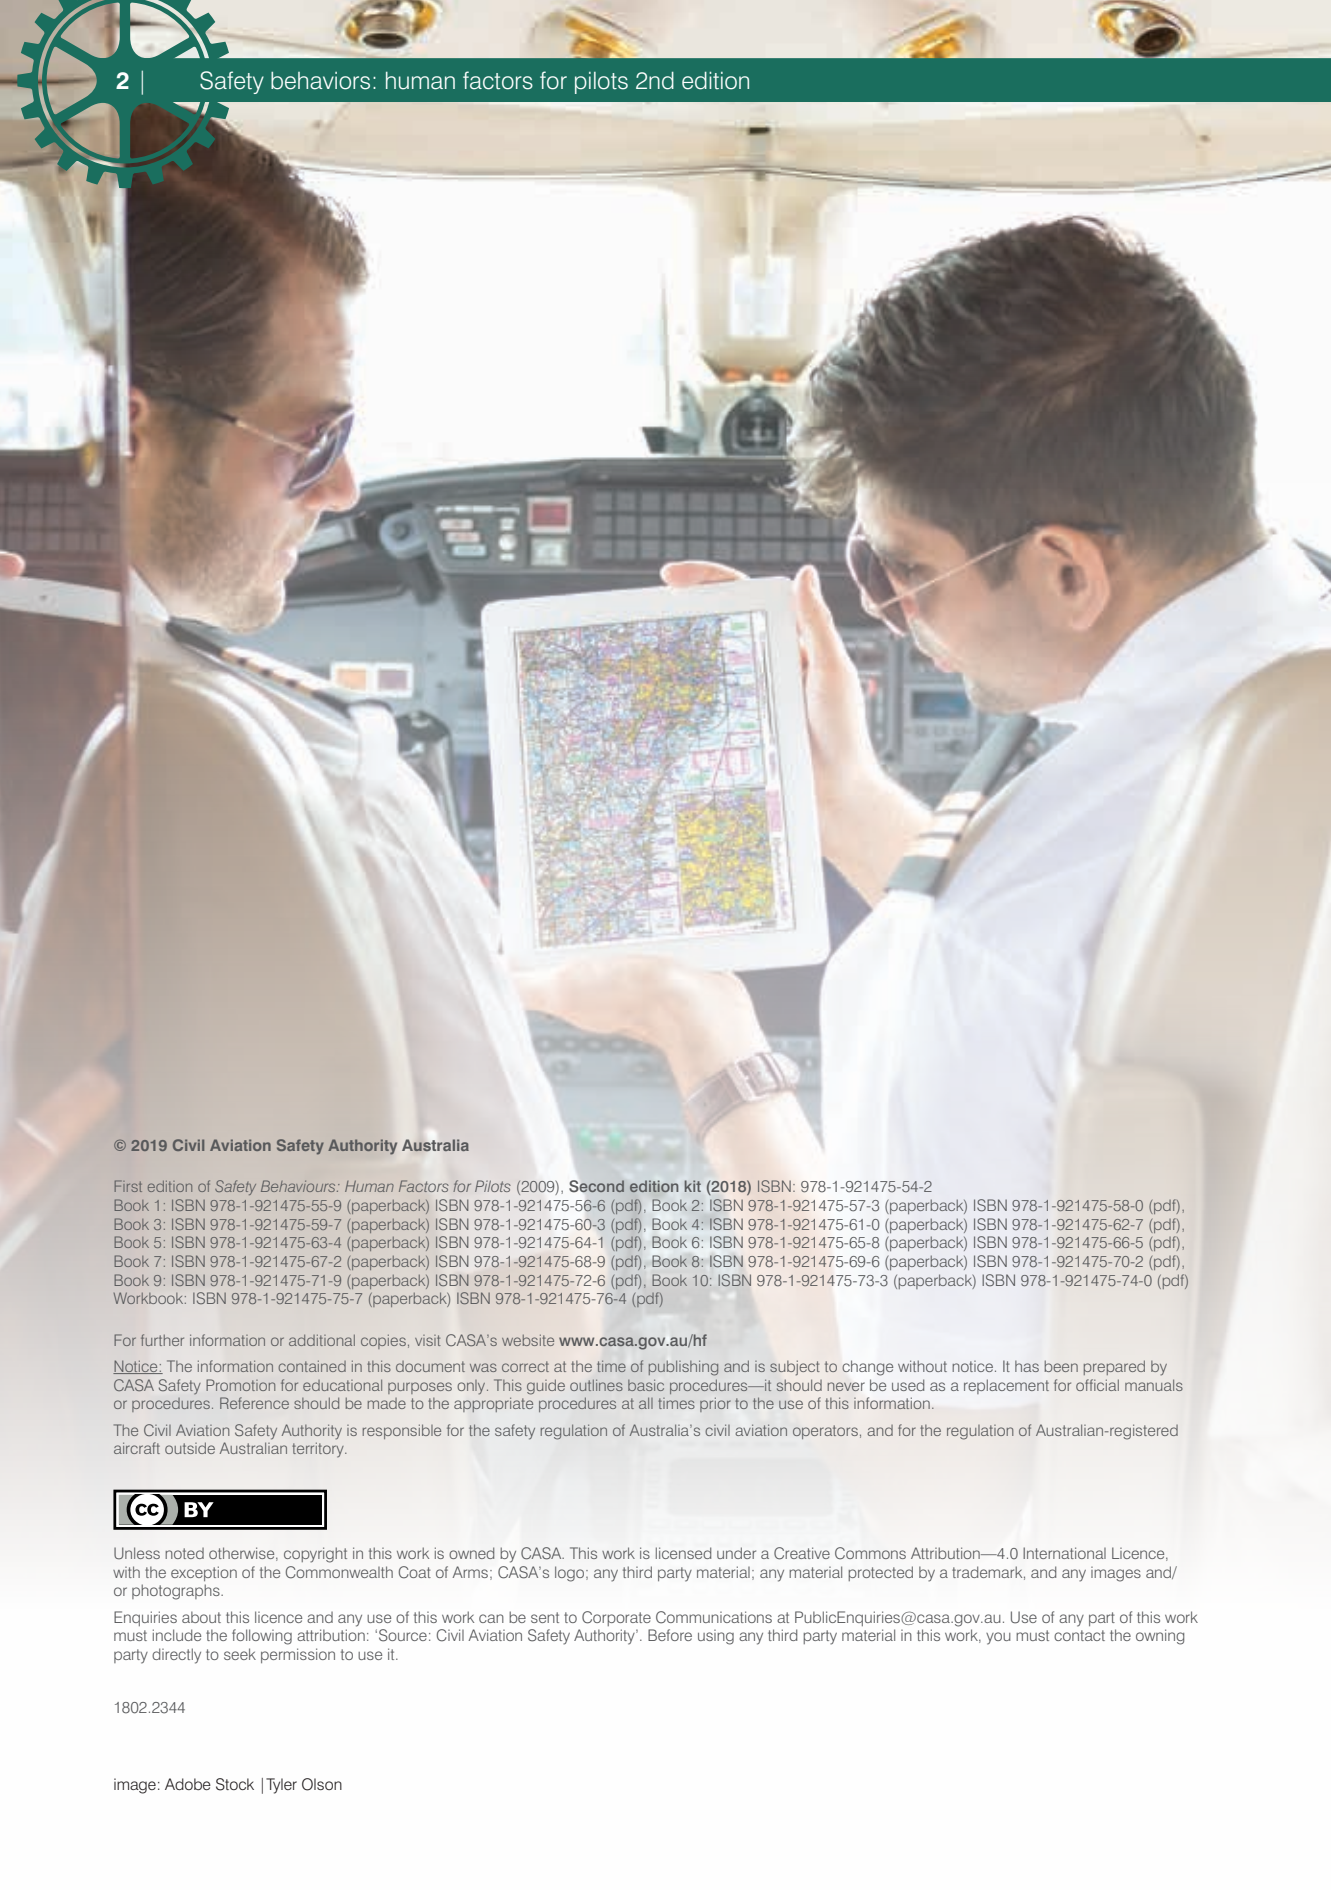 2 | Safety behaviors: human factors for pilots 2nd edition
© 2019 Civil Aviation Safety Authority Australia
First edition of Safety Behaviours: Human Factors for Pilots (2009), Second edition kit (2018) ISBN: 978-1-921475-54-2
Book 1: ISBN 978-1-921475-55-9 (paperback) ISBN 978-1-921475-56-6 (pdf), Book 2: ISBN 978-1-921475-57-3 (paperback) ISBN 978-1-921475-58-0 (pdf),
Book 3: ISBN 978-1-921475-59-7 (paperback) ISBN 978-1-921475-60-3 (pdf), Book 4: ISBN 978-1-921475-61-0 (paperback) ISBN 978-1-921475-62-7 (pdf),
Book 5: ISBN 978-1-921475-63-4 (paperback) ISBN 978-1-921475-64-1 (pdf), Book 6: ISBN 978-1-921475-65-8 (paperback) ISBN 978-1-921475-66-5 (pdf),
Book 7: ISBN 978-1-921475-67-2 (paperback) ISBN 978-1-921475-68-9 (pdf), Book 8: ISBN 978-1-921475-69-6 (paperback) ISBN 978-1-921475-70-2 (pdf),
Book 9: ISBN 978-1-921475-71-9 (paperback) ISBN 978-1-921475-72-6 (pdf), Book 10: ISBN 978-1-921475-73-3 (paperback) ISBN 978-1-921475-74-0 (pdf)
Workbook: ISBN 978-1-921475-75-7 (paperback) ISBN 978-1-921475-76-4 (pdf)
For further information or additional copies, visit CASA's website www.casa.gov.au/hf
Notice: The information contained in this document was correct at the time of publishing and is subject to change without notice. It has been prepared by
CASA Safety Promotion for educational purposes only. This guide outlines basic procedures—it should never be used as a replacement for official manuals
or procedures. Reference should be made to the appropriate procedures at all times prior to the use of this information.
The Civil Aviation Safety Authority is responsible for the safety regulation of Australia's civil aviation operators, and for the regulation of Australian-registered
aircraft outside Australian territory.
cc BY
Unless noted otherwise, copyright in this work is owned by CASA. This work is licensed under a Creative Commons Attribution—4.0 International Licence,
with the exception of the Commonwealth Coat of Arms; CASA's logo; any third party material; any material protected by a trademark, and any images and/
or photographs.
Enquiries about this licence and any use of this work can be sent to Corporate Communications at PublicEnquiries@casa.gov.au. Use of any part of this work
must include the following attribution: 'Source: Civil Aviation Safety Authority'. Before using any third party material in this work, you must contact the owning
party directly to seek permission to use it.
1802.2344
image: Adobe Stock | Tyler Olson